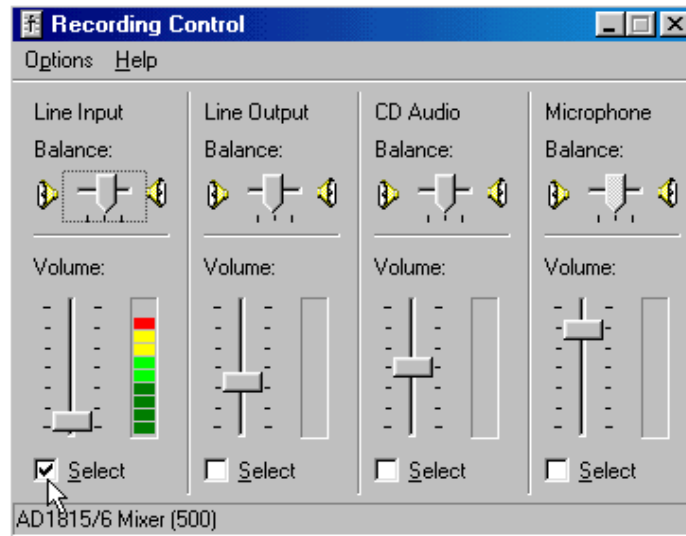 Recording Control
Options Help
Line Input Line Output CD Audio Microphone
Balance: Balance: Balance: Balance:
Volume: Volume: Volume: Volume:
Select Select Select Select
AD1815/6 Mixer (500)